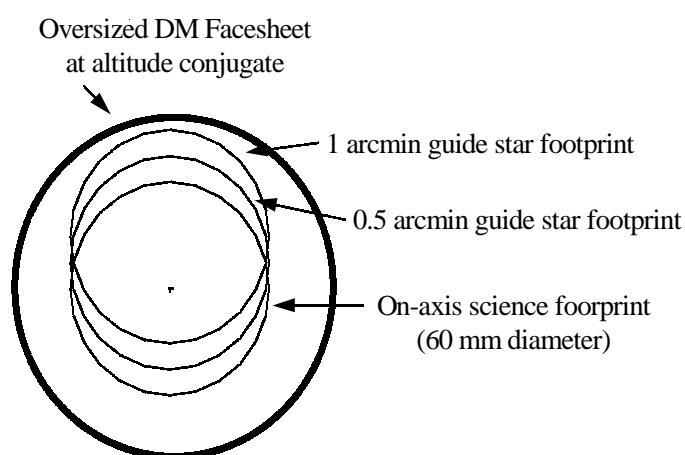 Oversized DM Facesheet
at altitude conjugate
1 arcmin guide star footprint
0.5 arcmin guide star footprint
On-axis science foorprint
(60 mm diameter)